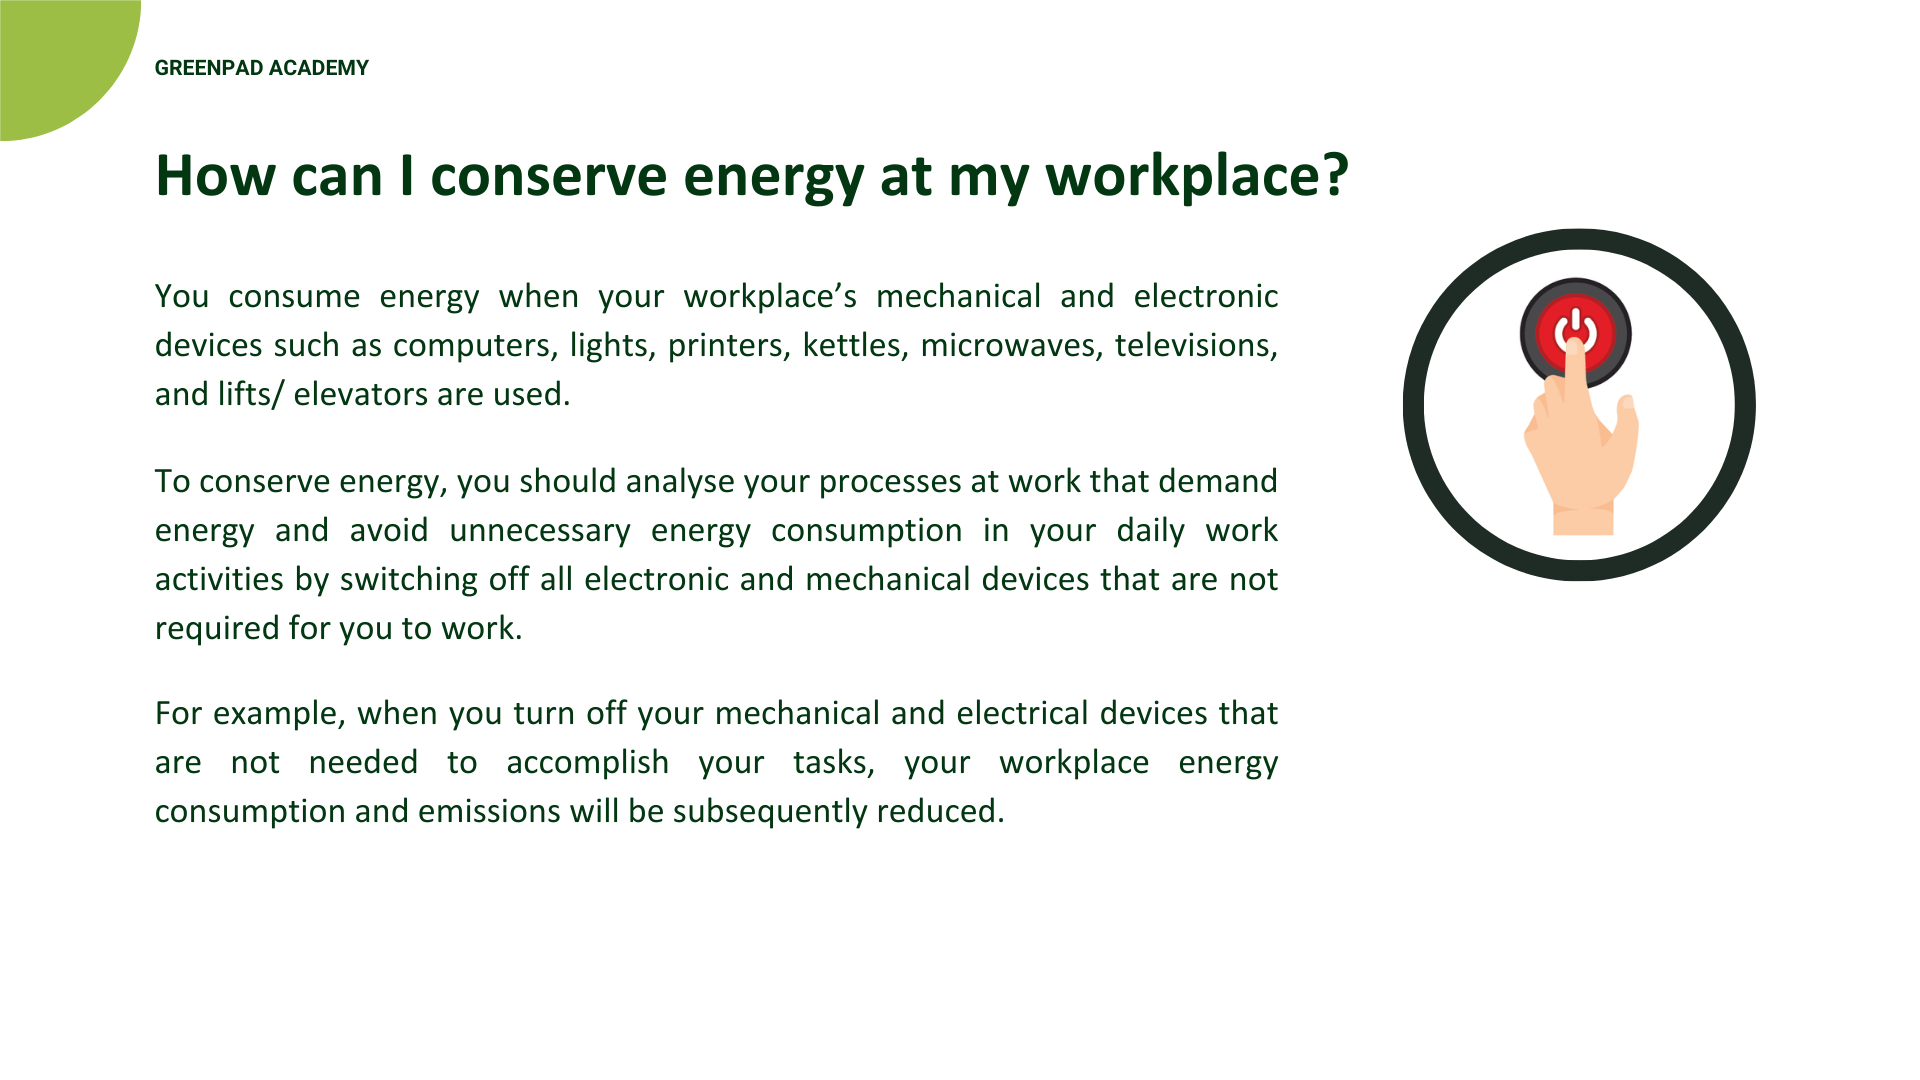 GREENPAD ACADEMY
How can I conserve energy at my workplace?
You consume energy when your workplace’s mechanical and electronic
devices such as computers, lights, printers, kettles, microwaves, televisions,
and lifts/ elevators are used.
To conserve energy, you should analyse your processes at work that demand
energy and avoid unnecessary energy consumption in your daily work
activities by switching off all electronic and mechanical devices that are not
required for you to work.
For example, when you turn off your mechanical and electrical devices that
are not needed to accomplish your tasks, your workplace energy
consumption and emissions will be subsequently reduced.